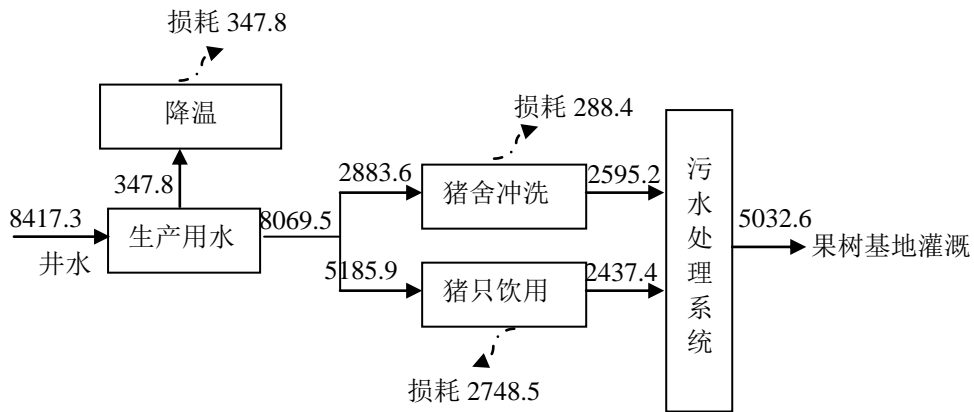 损耗 347.8
降温
损耗 288.4
347.8
2883.6
猪舍冲洗
2595.2
8417.3
生产用水
8069.5
井水
污水处理系统
5032.6
果树基地灌溉
5185.9
猪只饮用
2437.4
损耗 2748.5